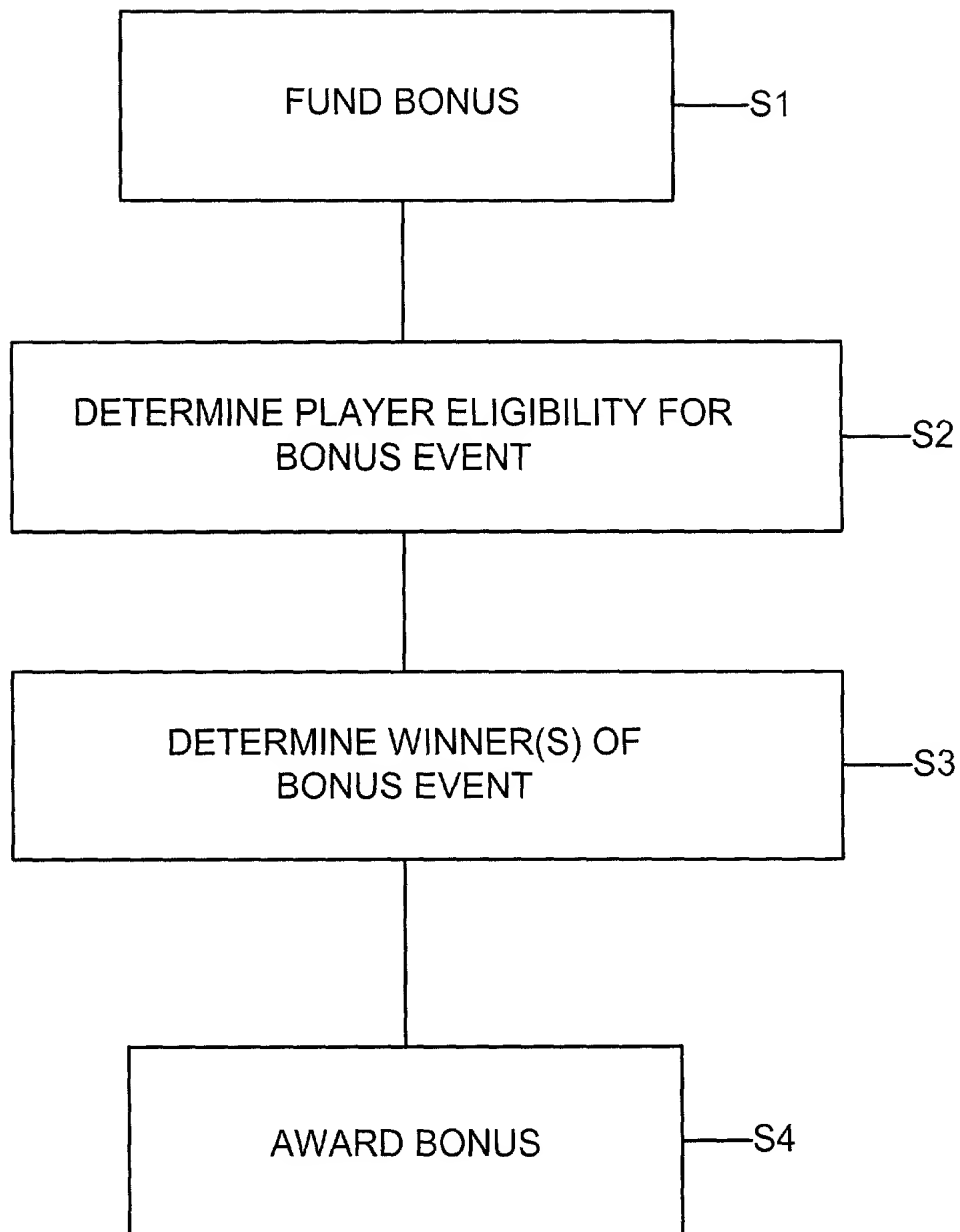 FUND BONUS
S1
DETERMINE PLAYER ELIGIBILITY FOR
BONUS EVENT
S2
DETERMINE WINNER(S) OF
BONUS EVENT
S3
AWARD BONUS
S4